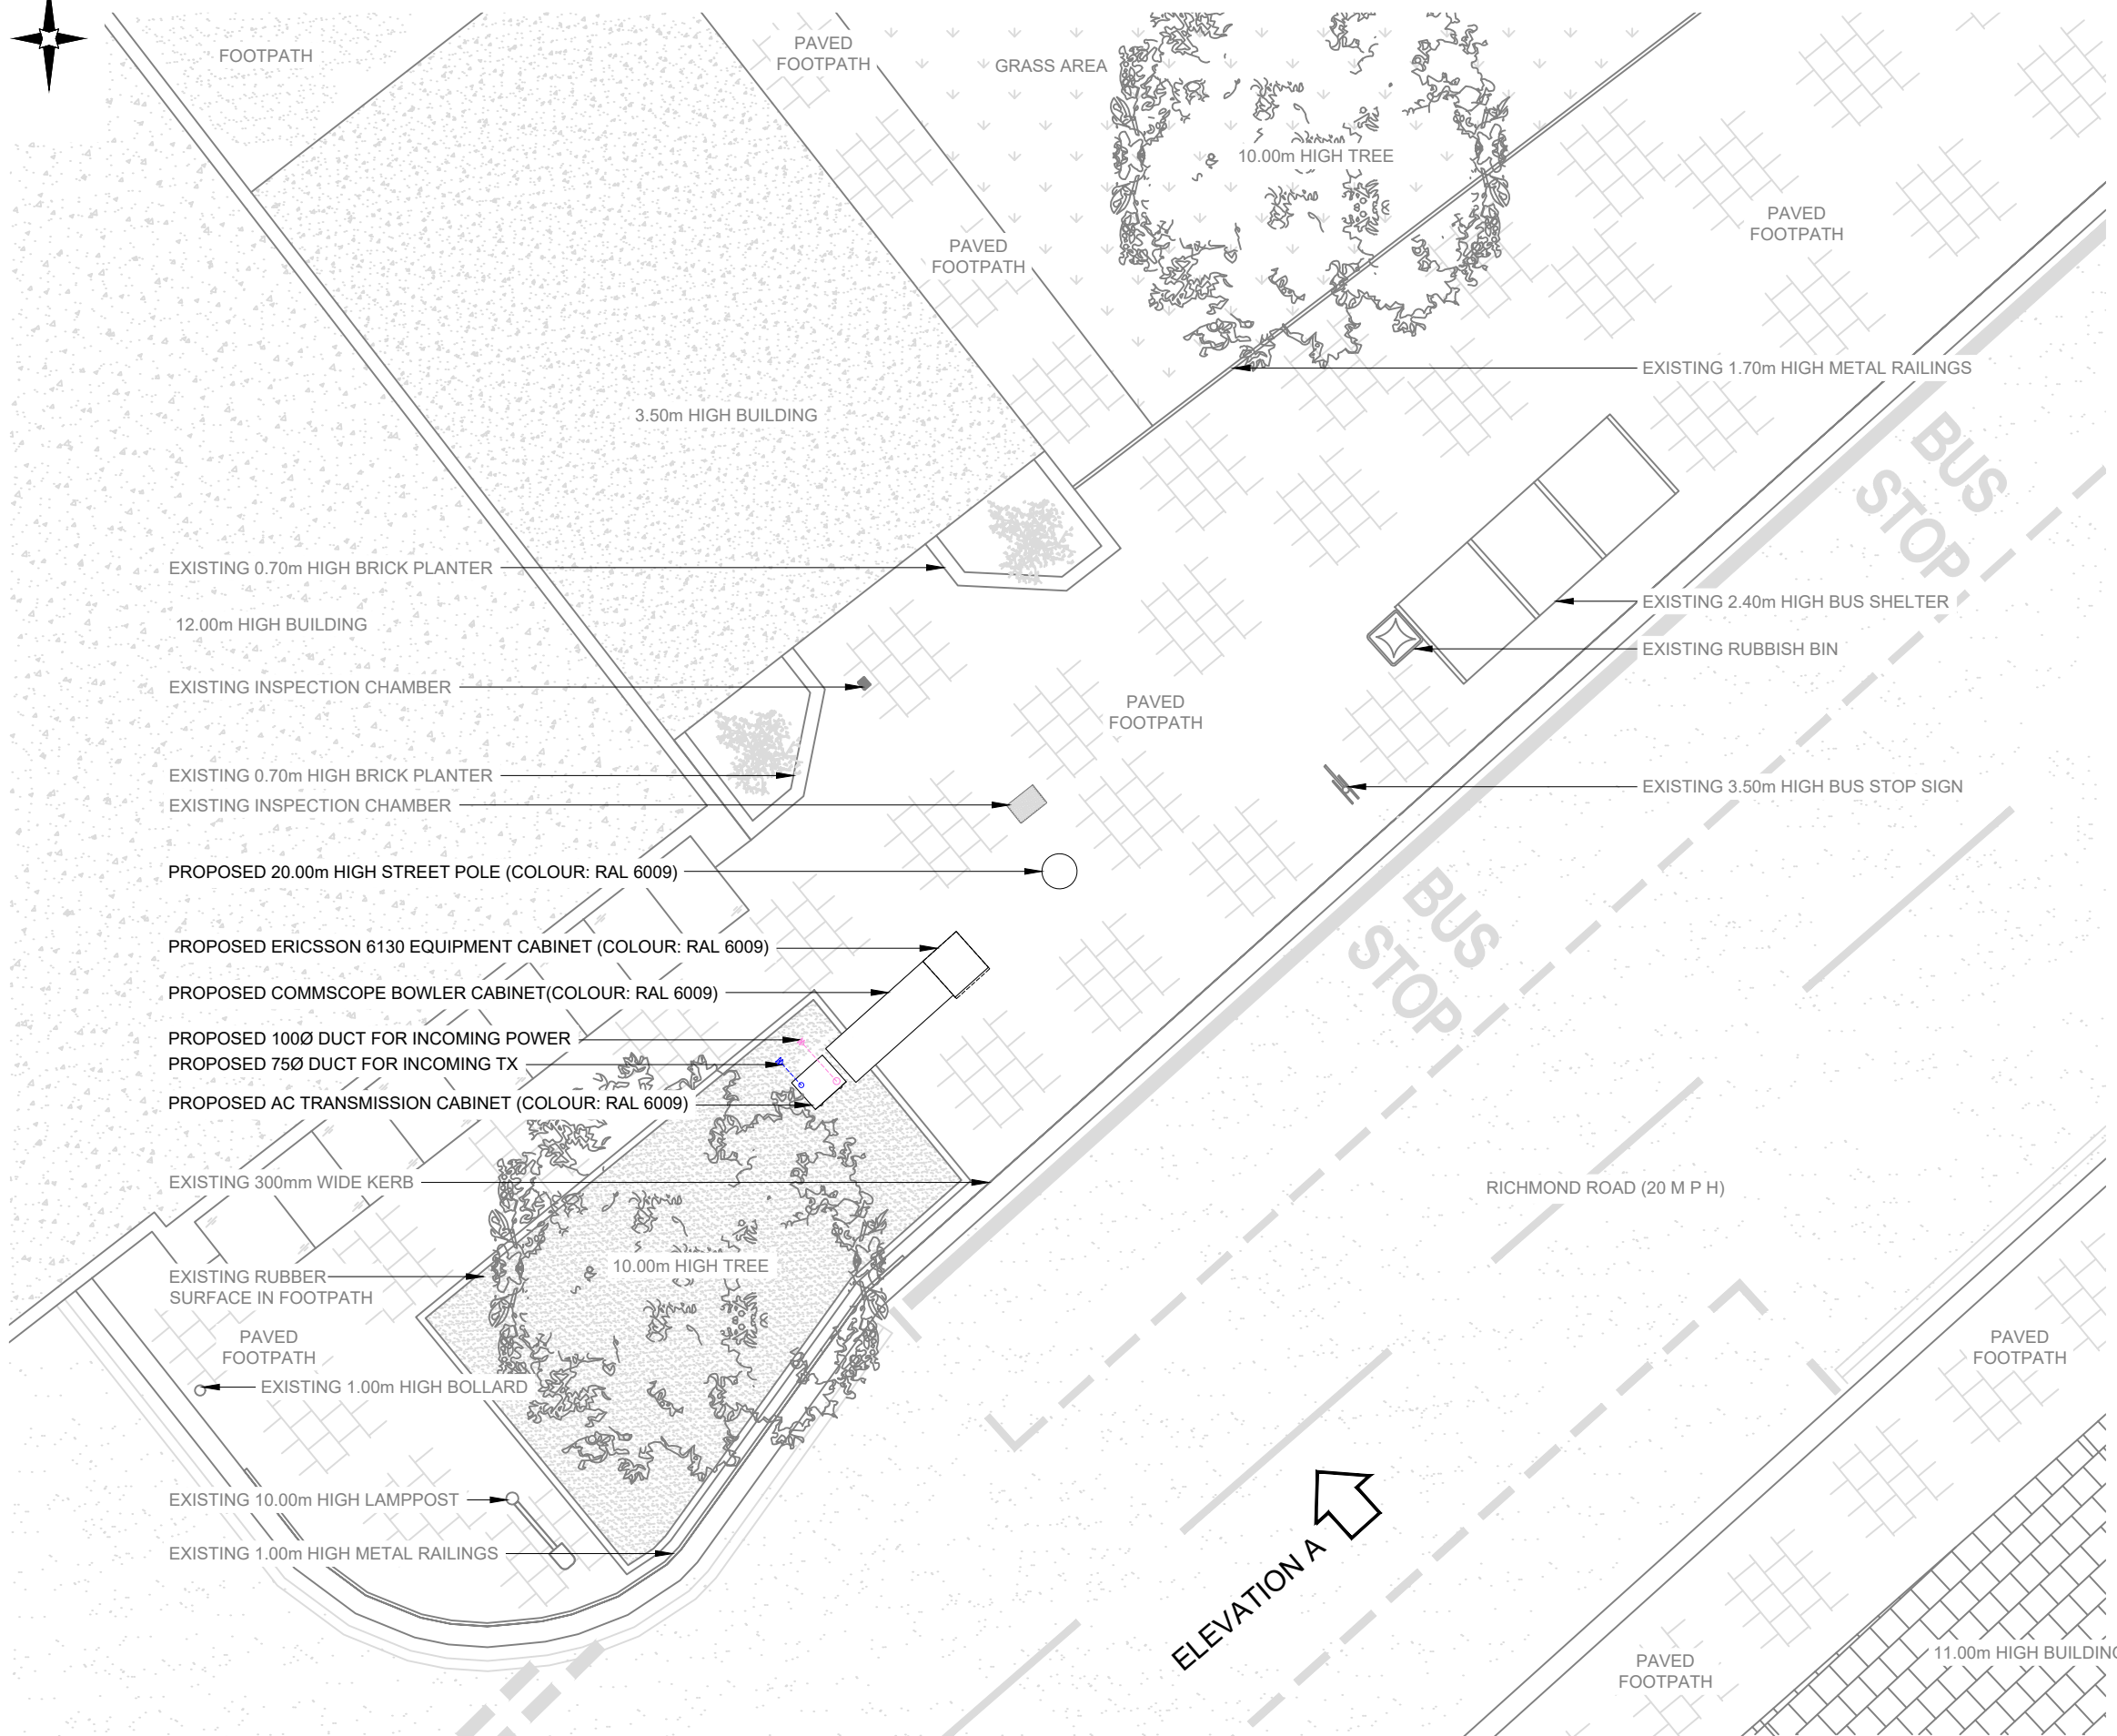 FOOTPATH
PAVED
FOOTPATH
GRASS AREA
10.00m HIGH TREE
PAVED
FOOTPATH
PAVED
FOOTPATH
EXISTING 1.70m HIGH METAL RAILINGS
3.50m HIGH BUILDING
BUS
STOP
EXISTING 0.70m HIGH BRICK PLANTER
EXISTING 2.40m HIGH BUS SHELTER
12.00m HIGH BUILDING
EXISTING RUBBISH BIN
EXISTING INSPECTION CHAMBER
PAVED
FOOTPATH
EXISTING 0.70m HIGH BRICK PLANTER
EXISTING 3.50m HIGH BUS STOP SIGN
EXISTING INSPECTION CHAMBER
PROPOSED 20.00m HIGH STREET POLE (COLOUR: RAL 6009)
BUS
STOP
PROPOSED ERICSSON 6130 EQUIPMENT CABINET (COLOUR: RAL 6009)
PROPOSED COMMSCOPE BOWLER CABINET(COLOUR: RAL 6009)
PROPOSED 100Ø DUCT FOR INCOMING POWER
PROPOSED 75Ø DUCT FOR INCOMING TX
PROPOSED AC TRANSMISSION CABINET (COLOUR: RAL 6009)
EXISTING 300mm WIDE KERB
RICHMOND ROAD (20 M P H)
10.00m HIGH TREE
EXISTING RUBBER
SURFACE IN FOOTPATH
PAVED
FOOTPATH
PAVED
FOOTPATH
EXISTING 1.00m HIGH BOLLARD
EXISTING 10.00m HIGH LAMPPOST
EXISTING 1.00m HIGH METAL RAILINGS
ELEVATION A
PAVED
FOOTPATH
11.00m HIGH BUILDING